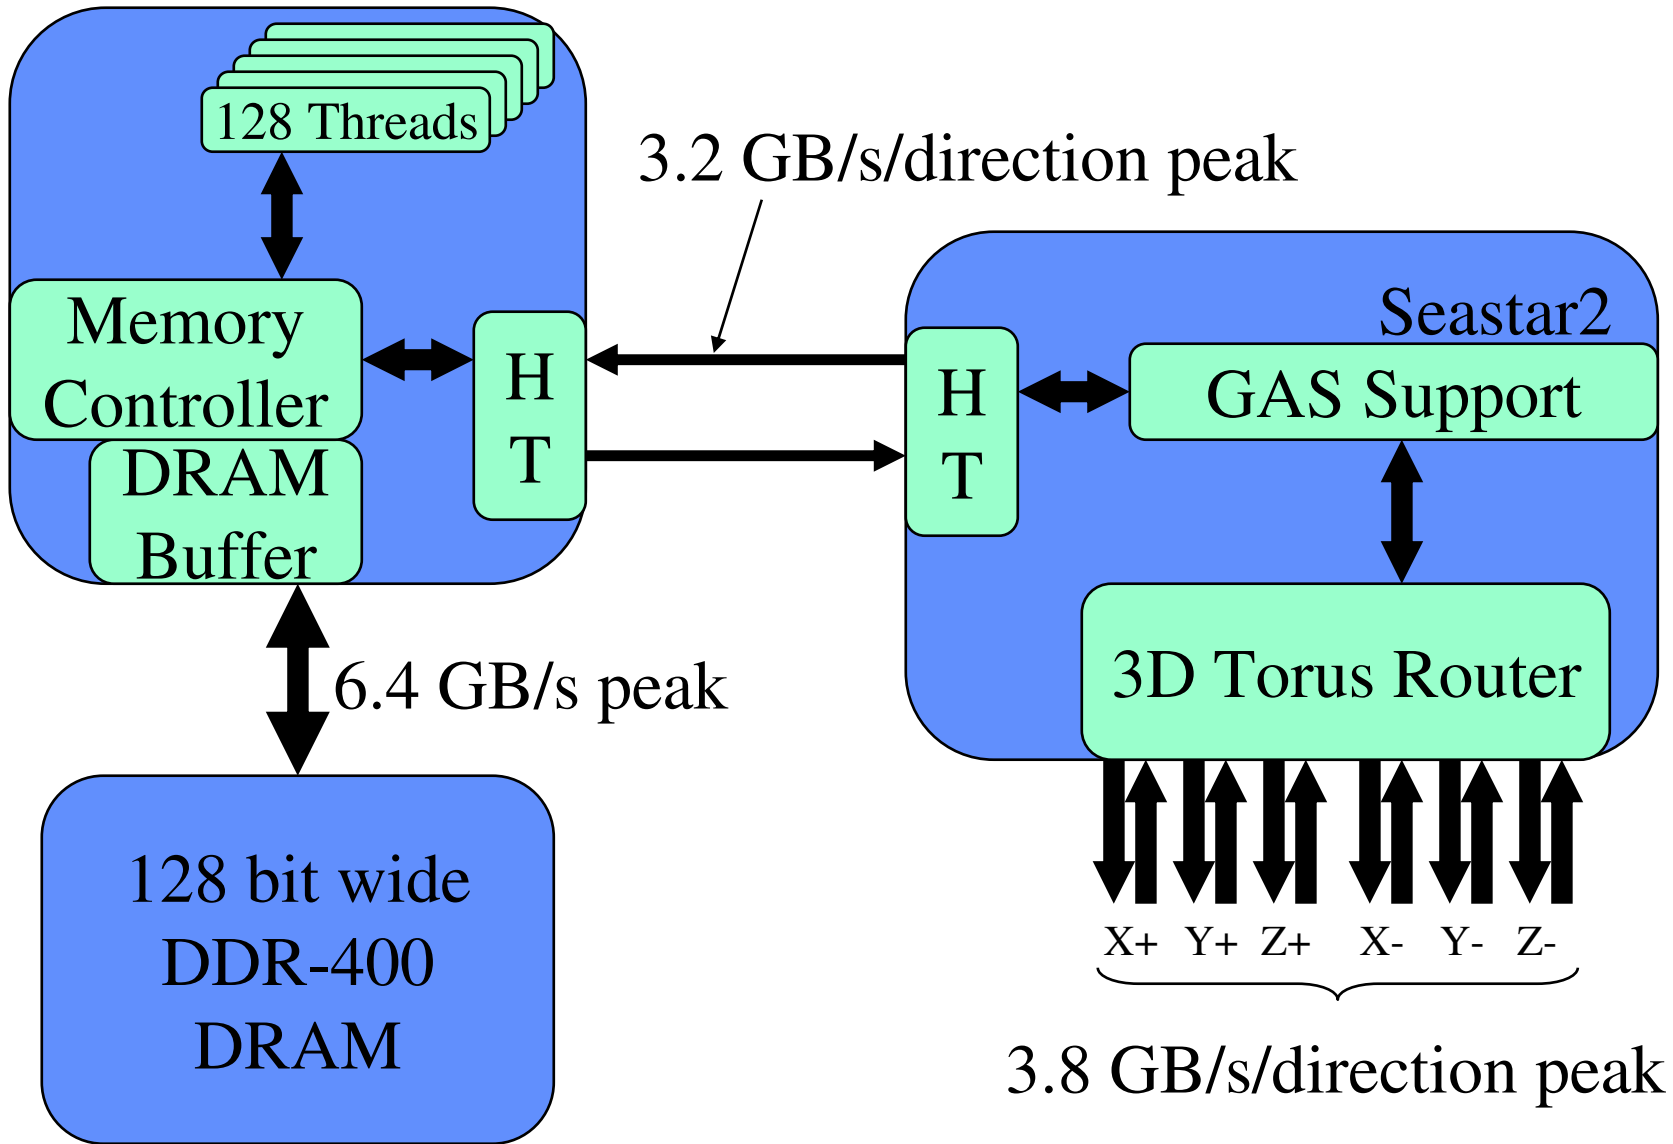 128 Threads
3.2 GB/s/direction peak
Memory
Controller
H
T
DRAM
Buffer
6.4 GB/s peak
128 bit wide
DDR-400
DRAM
Seastar2
H
T
GAS Support
3D Torus Router
X+ Y+ Z+ X- Y- Z-
3.8 GB/s/direction peak